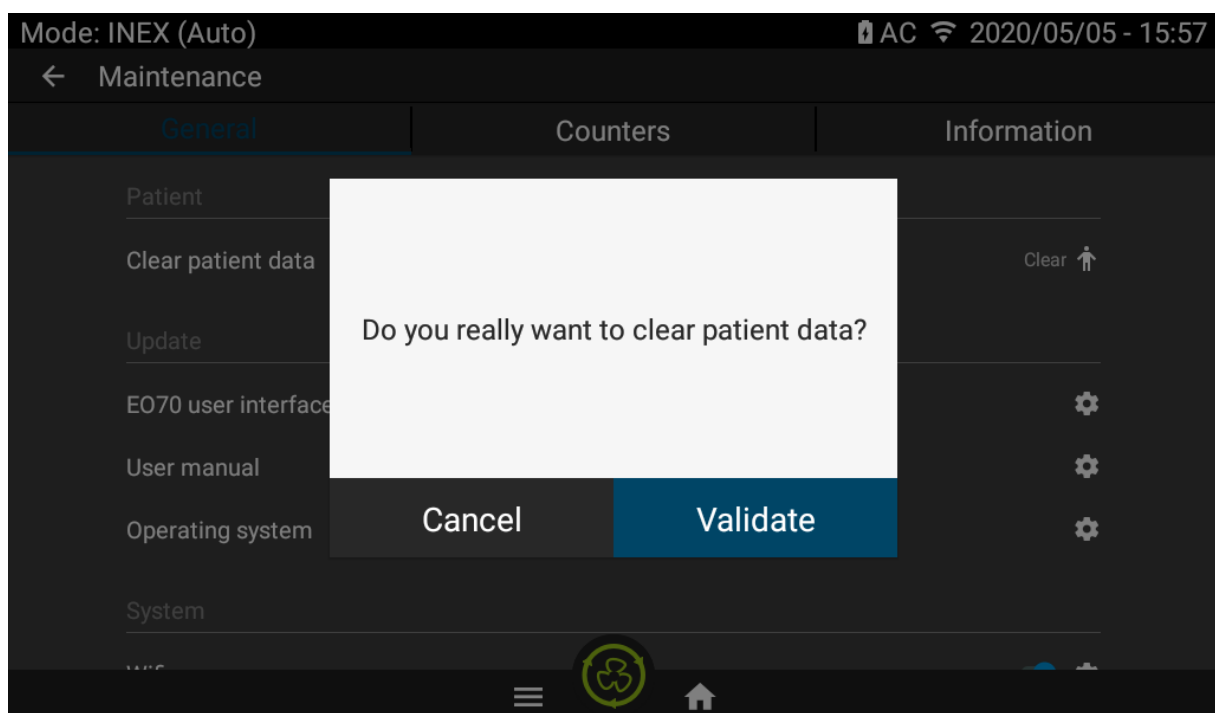 Mode: INEX (Auto) AC 2020/05/05 - 15:57
Maintenance
General Counters Information
Patient
Clear patient data Clear
Do you really want to clear patient data?
Update
EO70 user interface
User manual
Cancel Validate
Operating system
System
Wifi